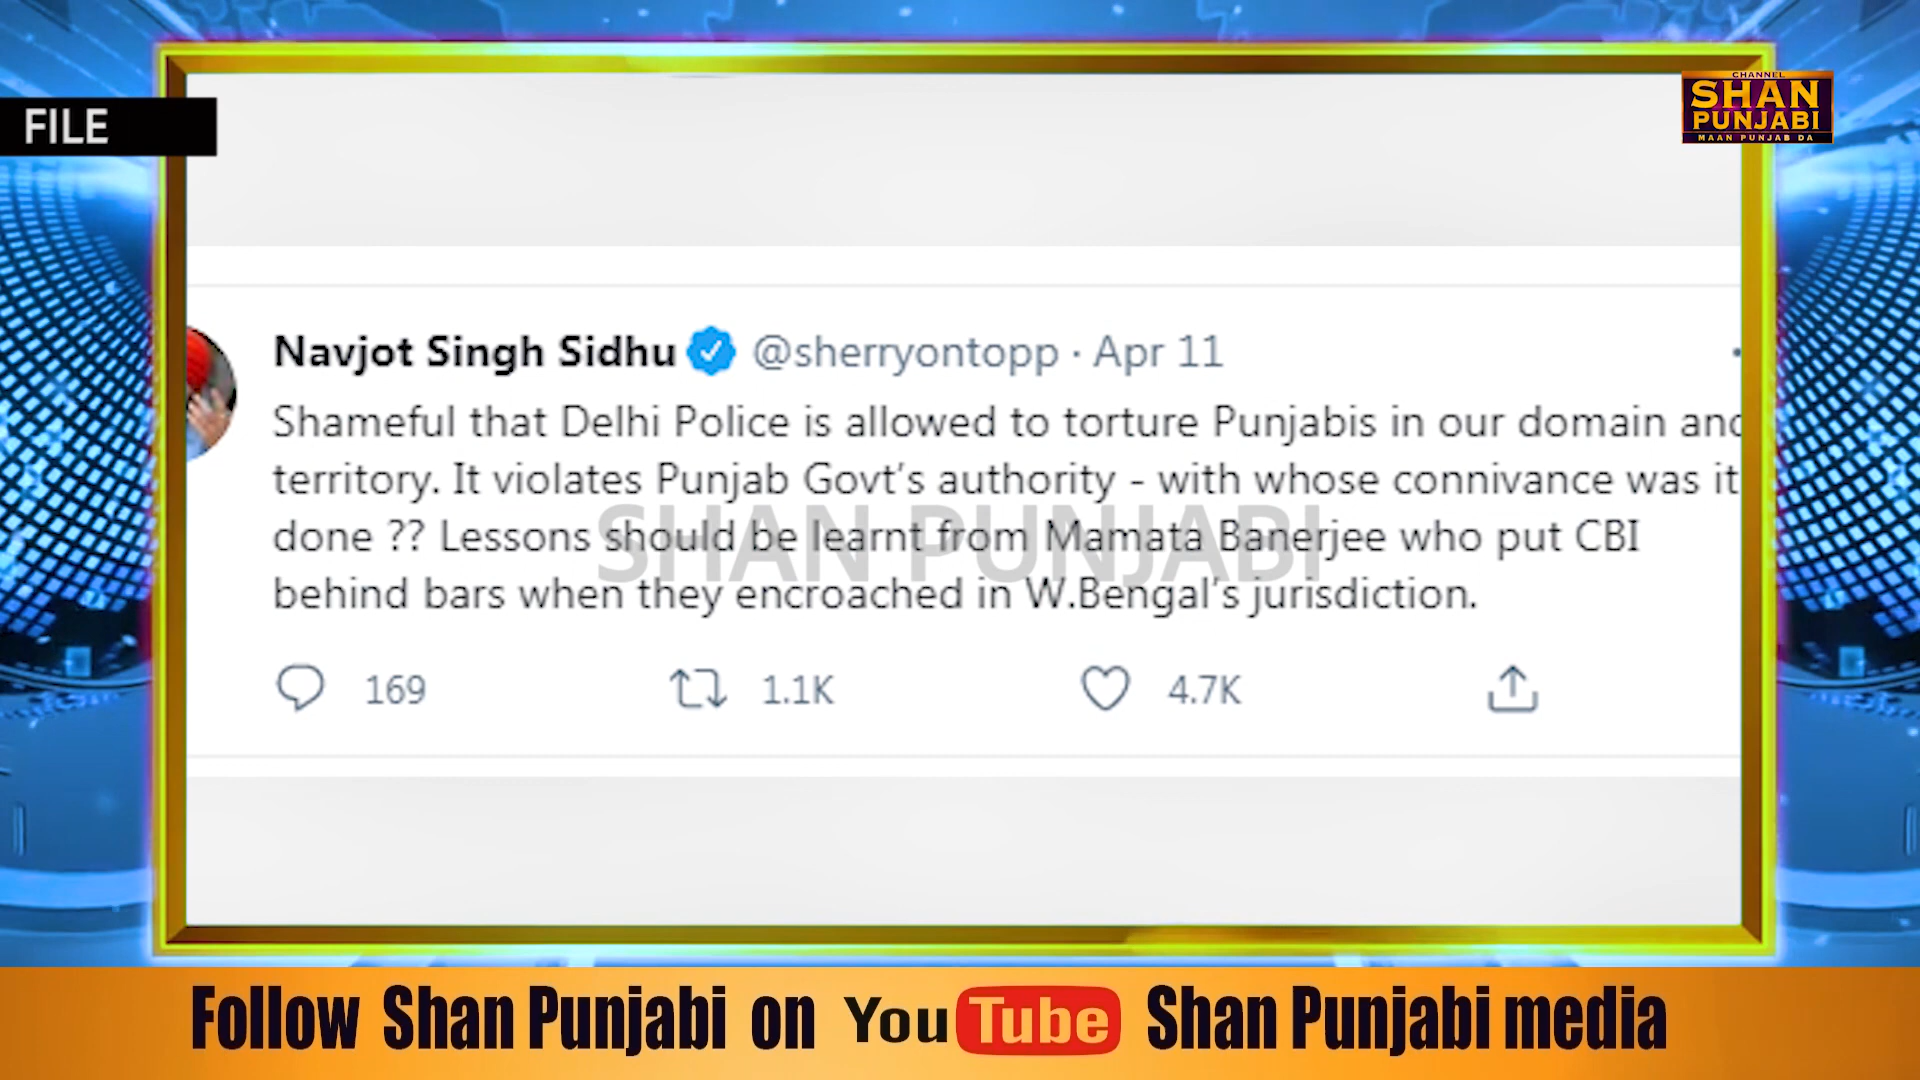 FILE
CHANNEL
SHAN
PUNJABI
MAAN PUNJAB DA
Navjot Singh Sidhu @sherryontopp · Apr 11
Shameful that Delhi Police is allowed to torture Punjabis in our domain and
territory. It violates Punjab Govt's authority - with whose connivance was it
done ?? Lessons should be learnt from Mamata Banerjee who put CBI
behind bars when they encroached in W.Bengal's jurisdiction.
SHAN PUNJABI
169 1.1K 4.7K
Follow Shan Punjabi on YouTube Shan Punjabi media